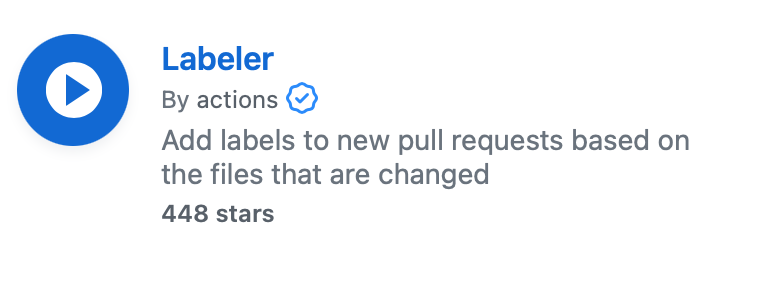 Labeler
By actions
Add labels to new pull requests based on
the files that are changed
448 stars